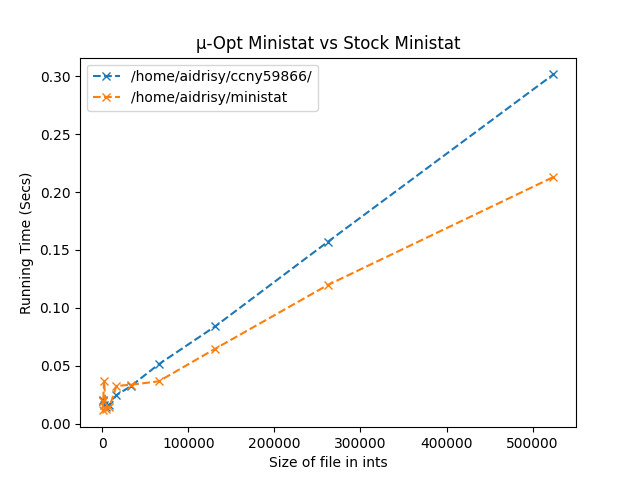 μ-Opt Ministat vs Stock Ministat
/home/aidrisy/ccny59866/
/home/aidrisy/ministat
0.30
0.25
0.20
0.15
0.10
0.05
0.00
Running Time (Secs)
0 100000 200000 300000 400000 500000
Size of file in ints